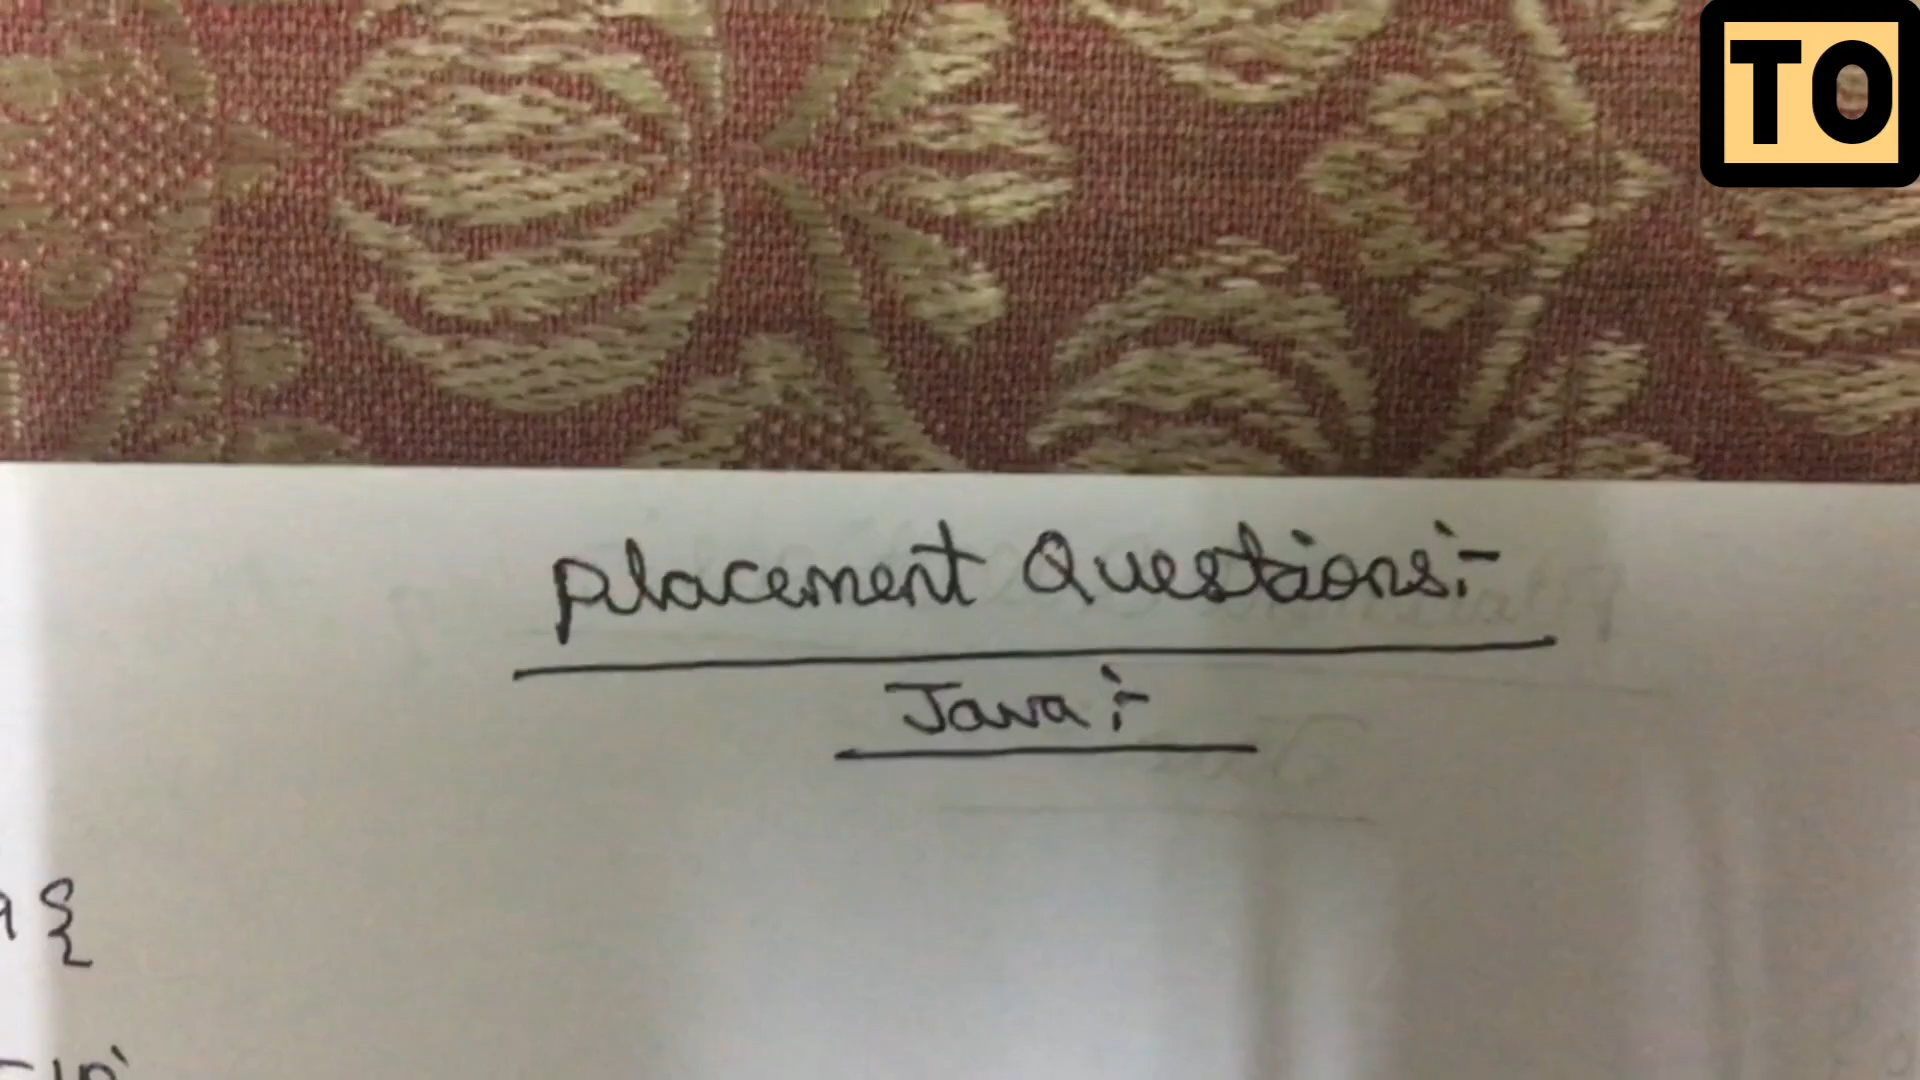 TO
Placement Questions:-
Java :-
{